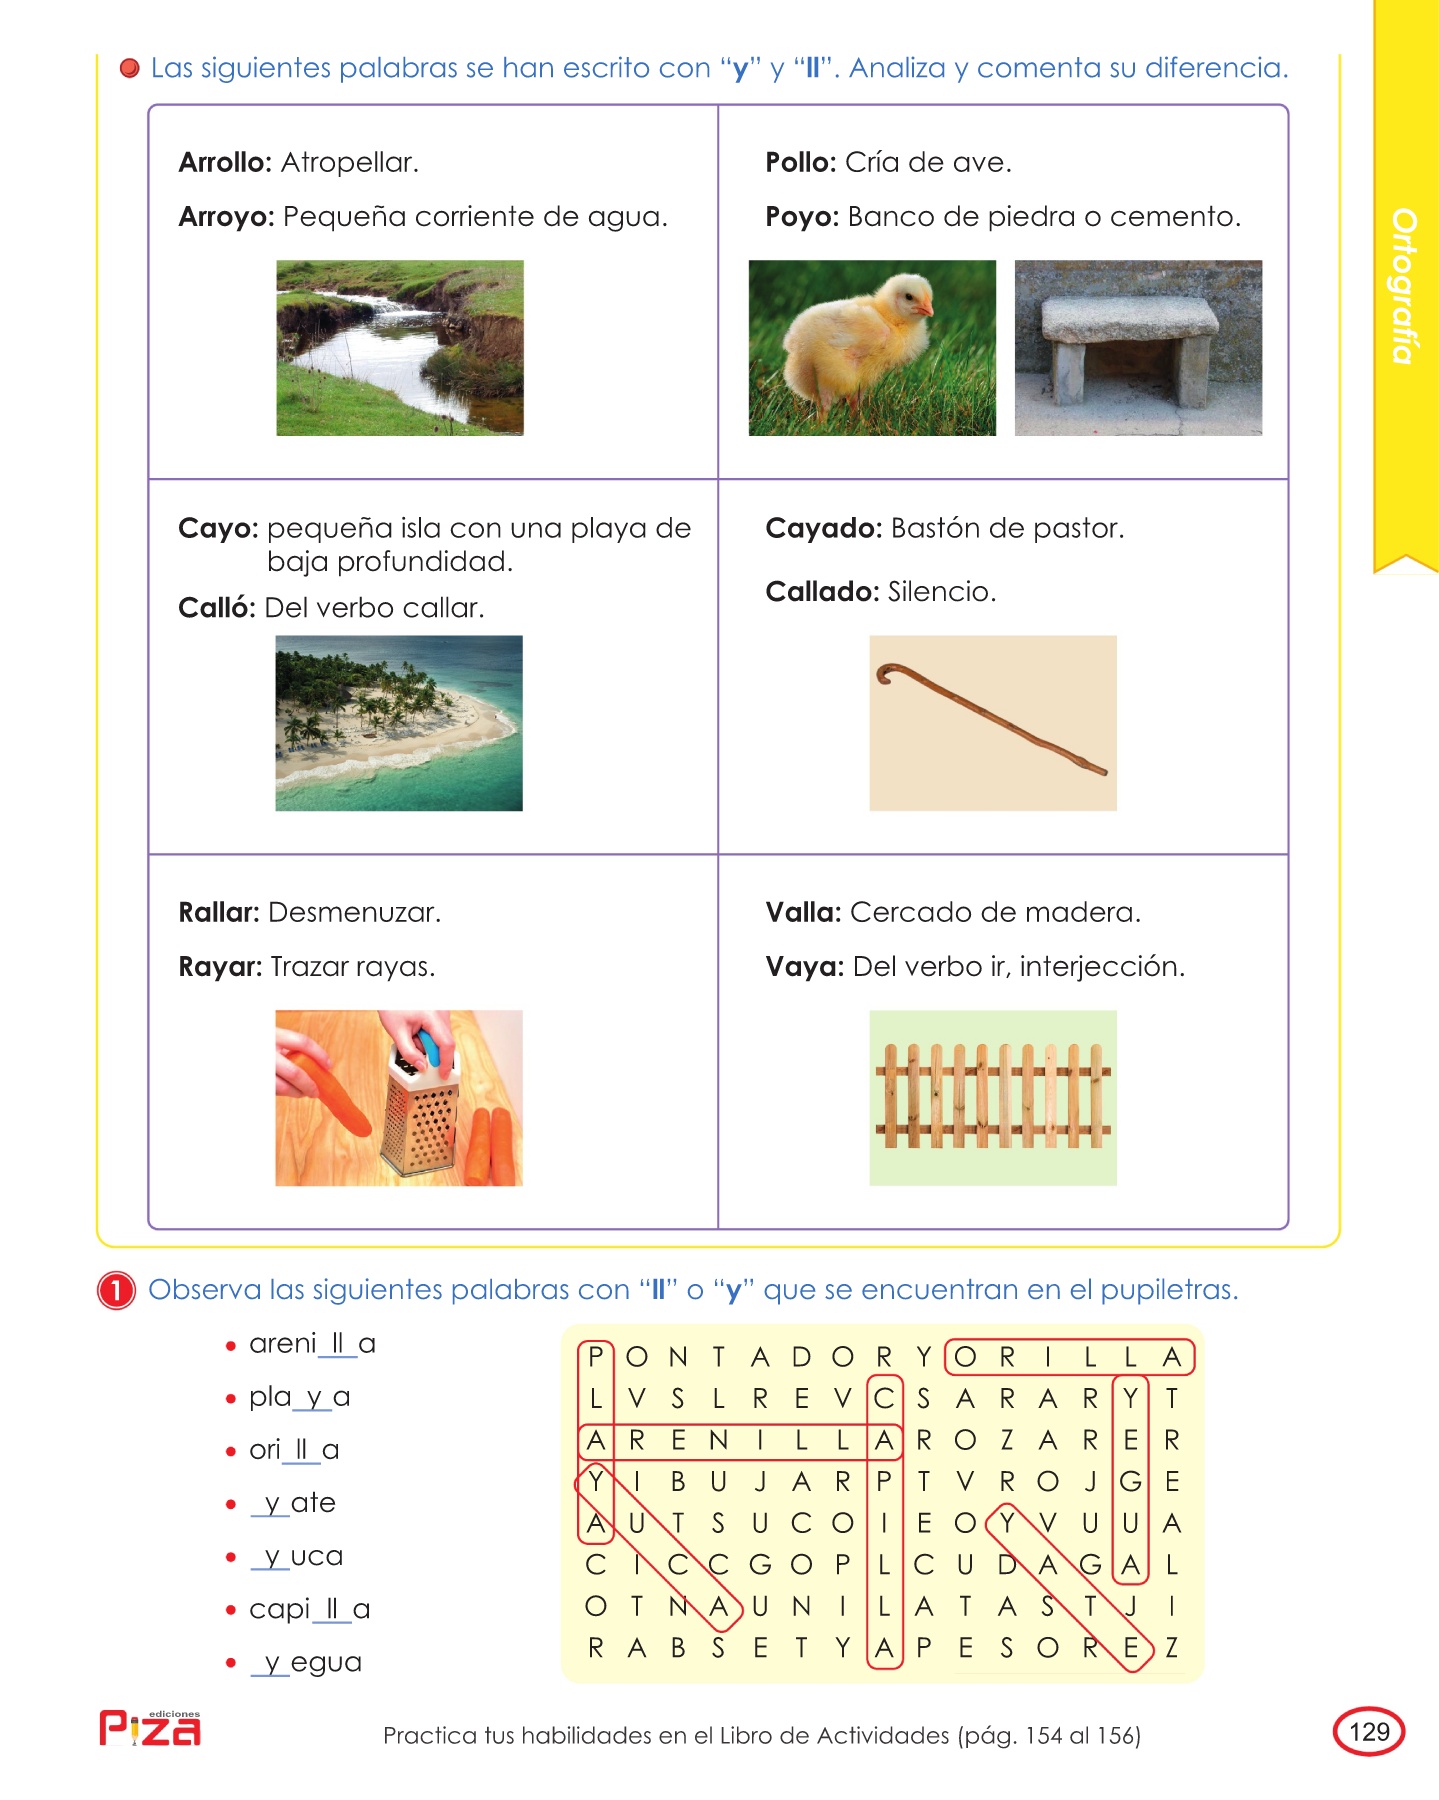 Las siguientes palabras se han escrito con “y” y “ll”. Analiza y comenta su diferencia.
Arrollo: Atropellar.
Arroyo: Pequeña corriente de agua.
Pollo: Cría de ave.
Poyo: Banco de piedra o cemento.
Cayo: pequeña isla con una playa de
baja profundidad.
Calló: Del verbo callar.
Cayado: Bastón de pastor.
Callado: Silencio.
Rallar: Desmenuzar.
Rayar: Trazar rayas.
Valla: Cercado de madera.
Vaya: Del verbo ir, interjección.
Ortografía
1 Observa las siguientes palabras con “ll” o “y” que se encuentran en el pupiletras.
• areni_ll_a
• pla_y_a
• ori_ll_a
• _y_ate
• _y_uca
• capi_ll_a
• _y_egua
P O N T A D O R Y O R I L L A
L V S L R E V C S A R A R Y T
A R E N I L L A R O Z A R E R
Y I B U J A R P T V R O J G E
A U T S U C O I E O Y V U U A
C I C C G O P L C U D A G A L
O T N A U N I L A T A S T J I
R A B S E T Y A P E S O R E Z
ediciones
Piza
Practica tus habilidades en el Libro de Actividades (pág. 154 al 156)
129